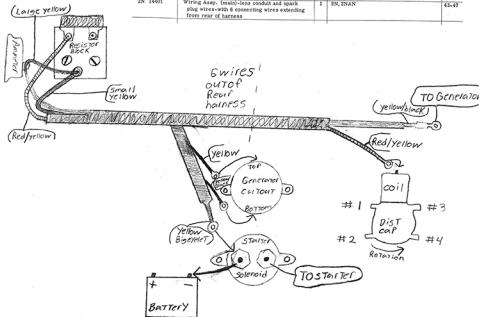 2N 14401 Wiring Assy. (main)-less conduit and spark 1 2N, 2NAN 43-47
plug wires-with 6 connecting wires extending
from rear of harness
Large yellow
Resistor
block
Small
yellow
6 wires
out of
Rear
harness
yellow/black
TO Generator
Red/yellow
Red/yellow
yellow
TOP
Generator
cutout
Bottom
coil
#1
#3
Dist
cap
#2
#4
Rotation
yellow
Starter
Solenoid
TO Starter
+ -
Battery